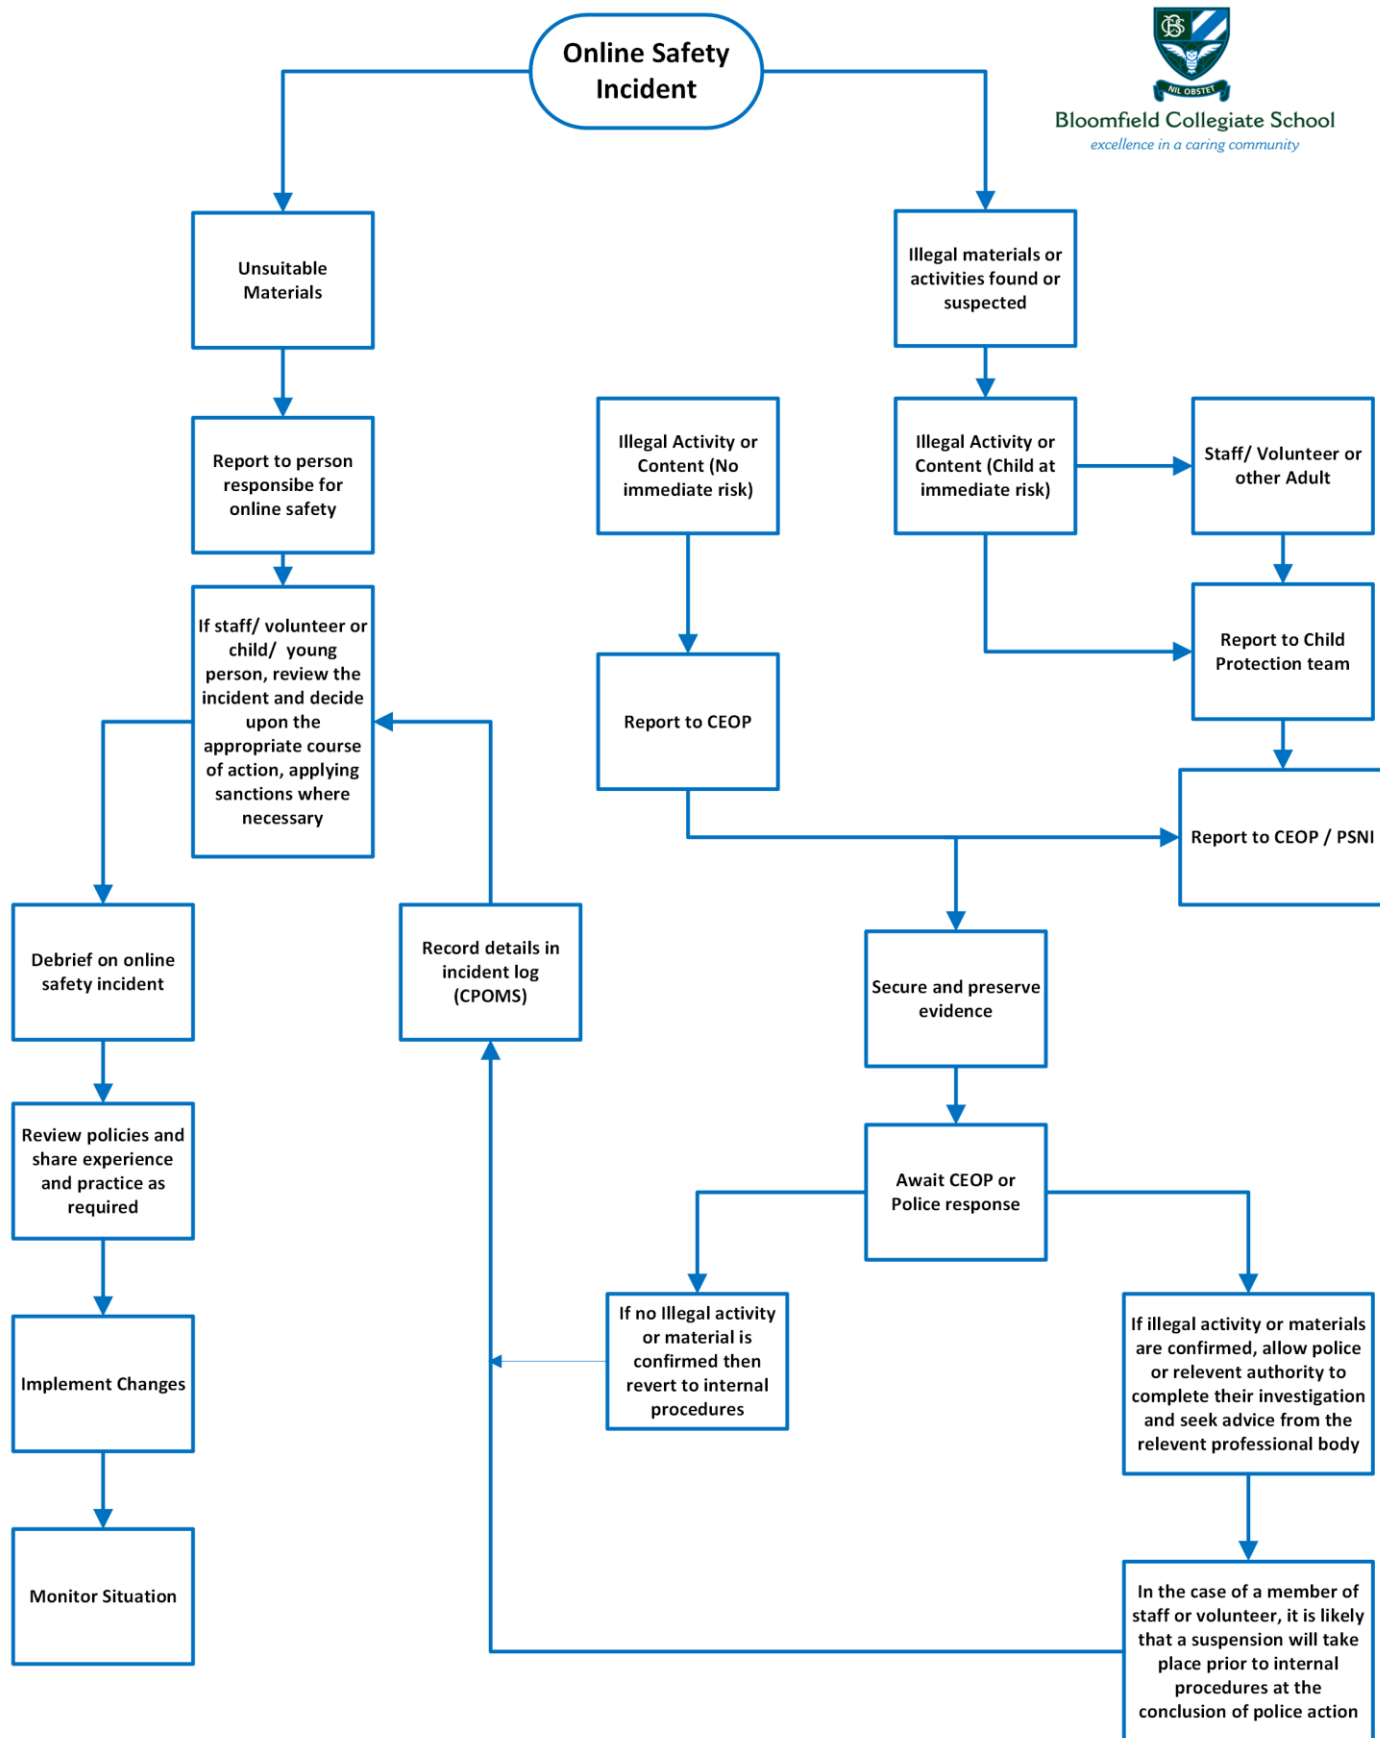 Online Safety
Incident
BCS
NIL OBSTET
Bloomfield Collegiate School
excellence in a caring community
Unsuitable
Materials
Illegal materials or
activities found or
suspected
Report to person
responsibe for
online safety
Illegal Activity or
Content (No
immediate risk)
Illegal Activity or
Content (Child at
immediate risk)
Staff/ Volunteer or
other Adult
If staff/ volunteer or
child/ young
person, review the
incident and decide
upon the
appropriate course
of action, applying
sanctions where
necessary
Report to CEOP
Report to Child
Protection team
Report to CEOP / PSNI
Debrief on online
safety incident
Record details in
incident log
(CPOMS)
Secure and preserve
evidence
Review policies and
share experience
and practice as
required
Await CEOP or
Police response
Implement Changes
If no Illegal activity
or material is
confirmed then
revert to internal
procedures
If illegal activity or materials
are confirmed, allow police
or relevent authority to
complete their investigation
and seek advice from the
relevent professional body
Monitor Situation
In the case of a member of
staff or volunteer, it is likely
that a suspension will take
place prior to internal
procedures at the
conclusion of police action